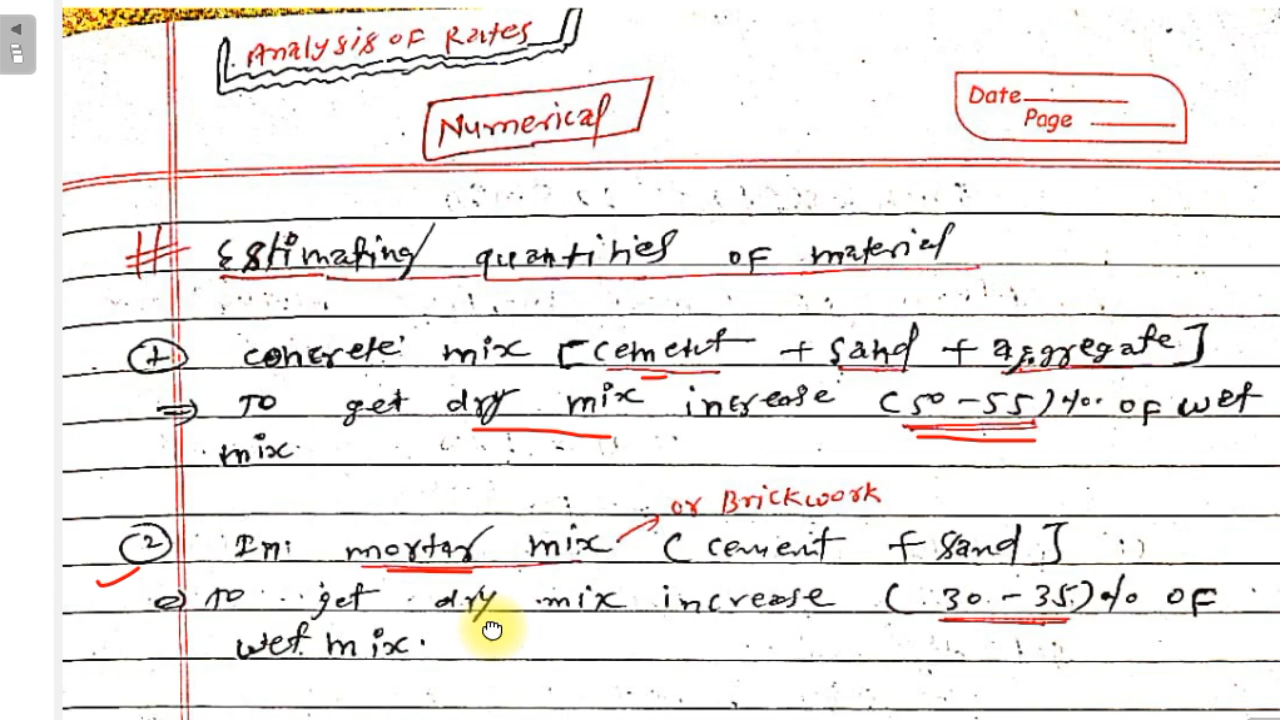 Analysis of Rates
Numerical
Date
Page
# Estimating quantities of material
① concrete mix [cement + sand + aggregate]
⇒ To get dry mix increase (50-55)% of wet
mix.
or Brickwork
② In mortar mix (cement + sand]
⇒ To get dry mix increase (30-35)% of
wet mix.